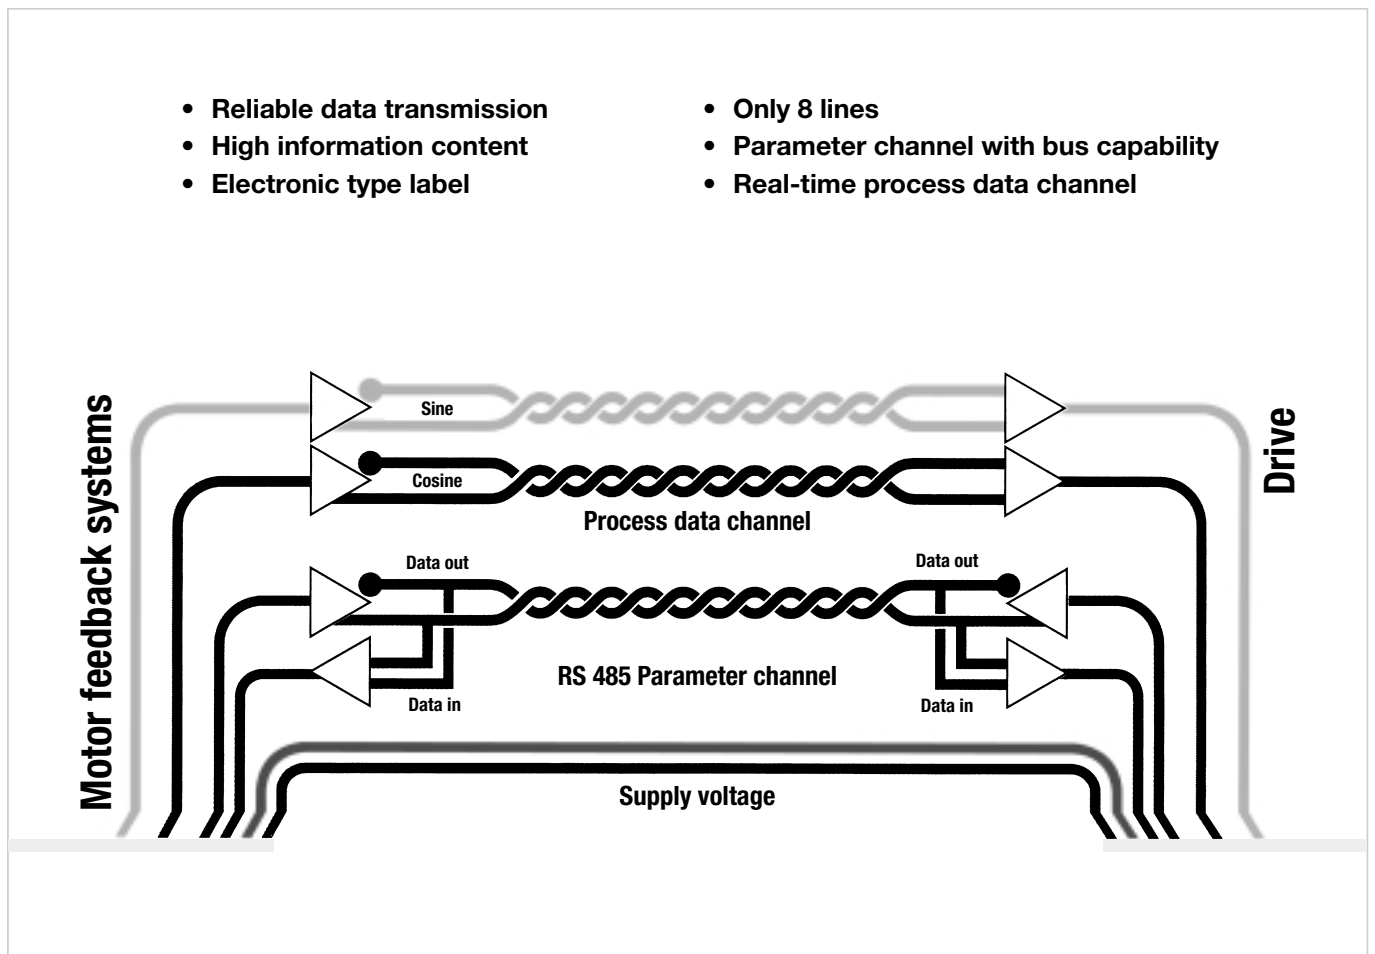 • Reliable data transmission
• High information content
• Electronic type label
• Only 8 lines
• Parameter channel with bus capability
• Real-time process data channel
Motor feedback systems
Drive
Sine
Cosine
Process data channel
Data out
Data out
RS 485 Parameter channel
Data in
Data in
Supply voltage